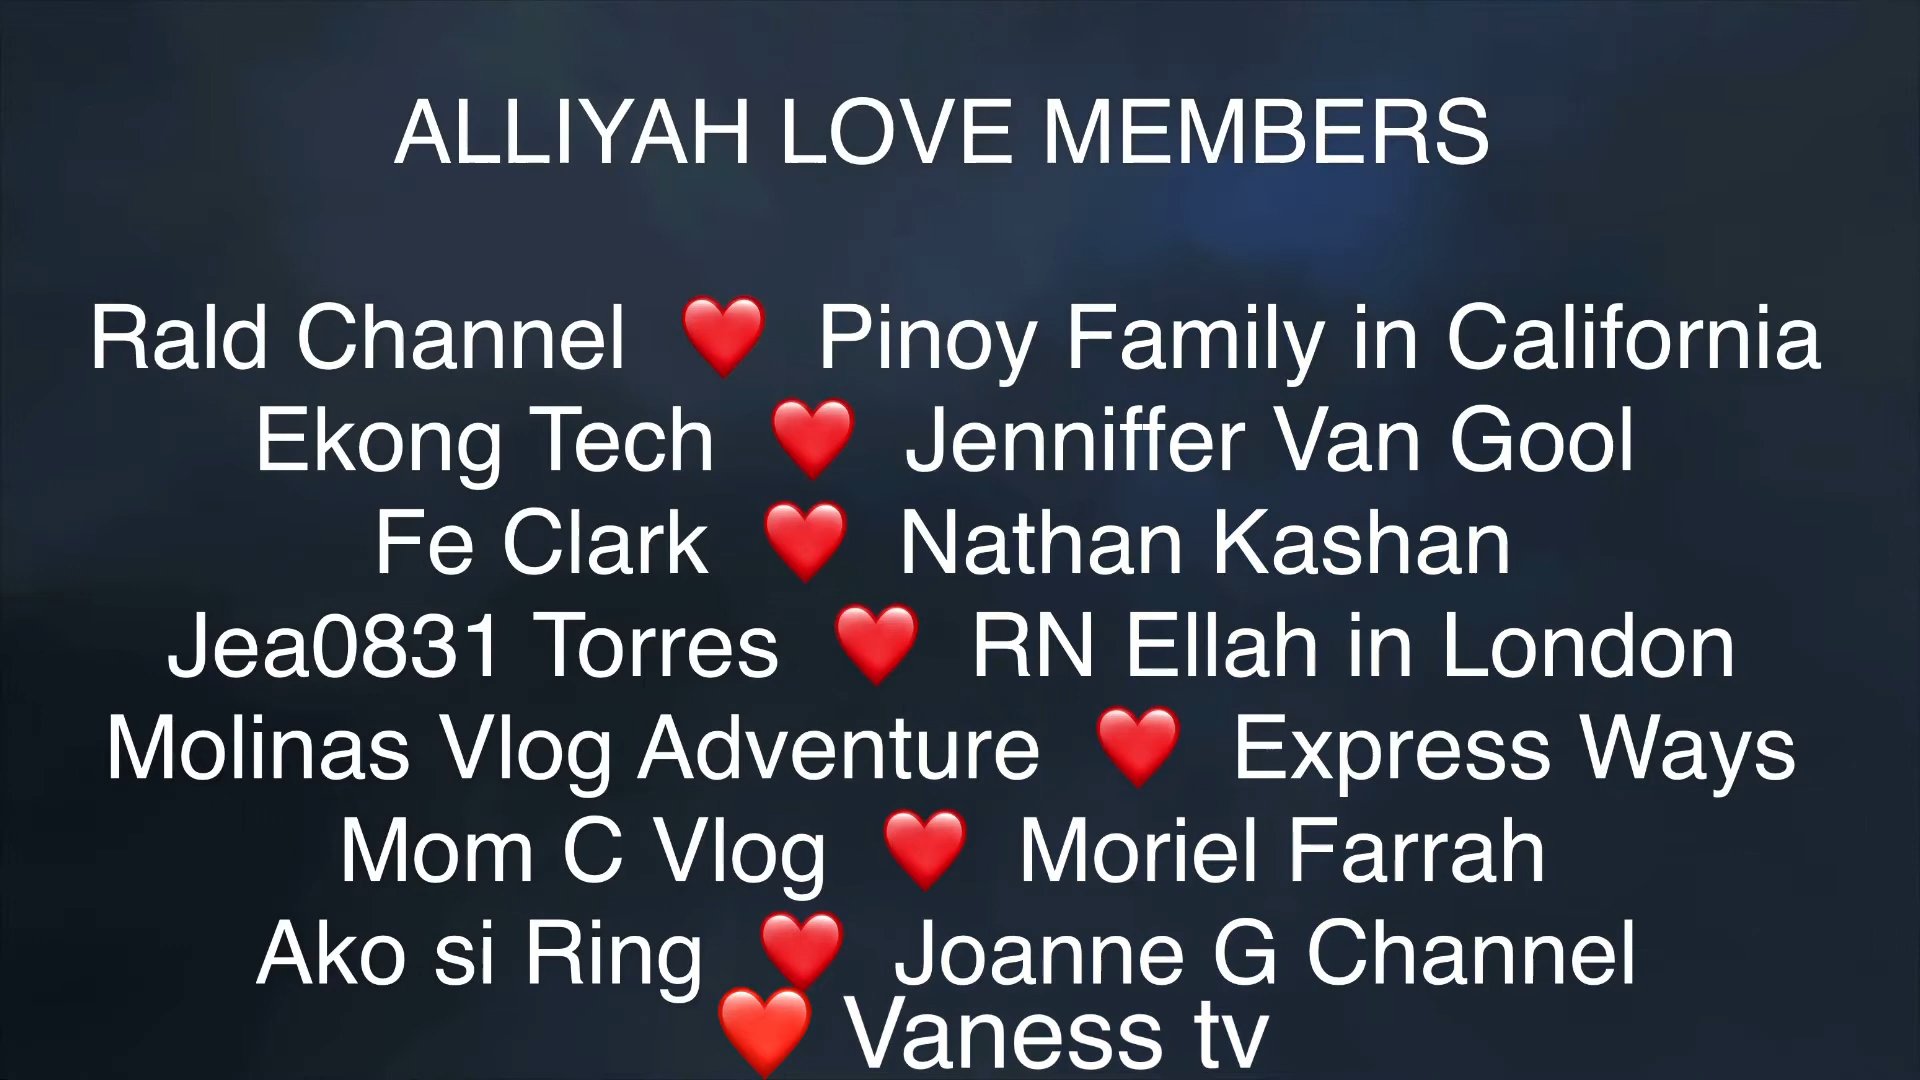 ALLIYAH LOVE MEMBERS
Rald Channel ❤️ Pinoy Family in California
Ekong Tech ❤️ Jenniffer Van Gool
Fe Clark ❤️ Nathan Kashan
Jea0831 Torres ❤️ RN Ellah in London
Molinas Vlog Adventure ❤️ Express Ways
Mom C Vlog ❤️ Moriel Farrah
Ako si Ring ❤️ Joanne G Channel
❤️ Vaness tv